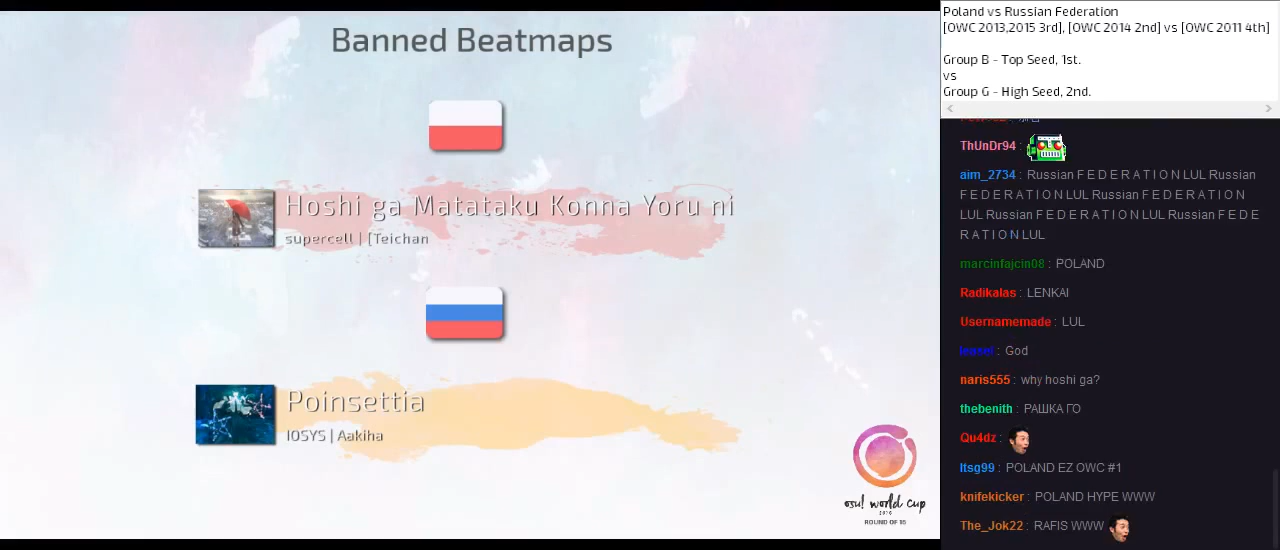 Banned Beatmaps
Hoshi ga Matataku Konna Yoru ni
supercell | [Teichan
Poinsettia
IOSYS | Aakiha
osu! world cup
2016
Poland vs Russian Federation
[OWC 2013,2015 3rd], [OWC 2014 2nd] vs [OWC 2011 4th]
Group B - Top Seed, 1st.
vs
Group G - High Seed, 2nd.
ThUnDr94 :
aim_2734 : Russian F E D E R A T I O N LUL Russian
F E D E R A T I O N LUL Russian F E D E R A T I O N
LUL Russian F E D E R A T I O N LUL Russian F E D E
R A T I O N LUL
marcinfajcin08 : POLAND
Radikalas : LENKAI
Usernamemade : LUL
: God
naris555 : why hoshi ga?
thebenith : РАШКА ГО
Qu4dz :
Itsg99 : POLAND EZ OWC #1
knifekicker : POLAND HYPE WWW
The_Jok22 : RAFIS WWW